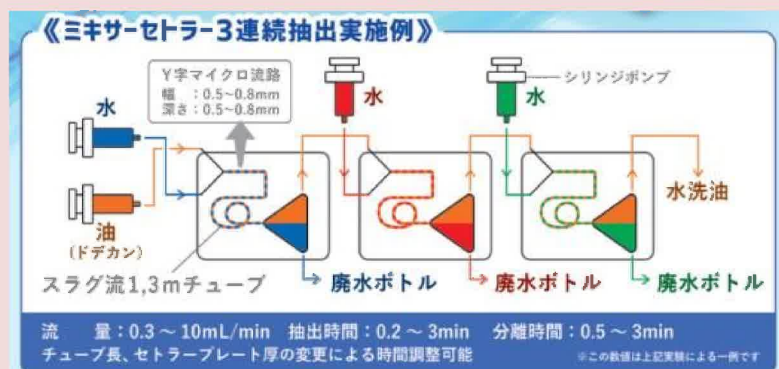 《ミキサーセトラー3連続抽出実施例》
Y字マイクロ流路
幅 :0.5~0.8mm
深さ:0.5~0.8mm
水
水
水
シリンジポンプ
油
(ドデカン)
水洗油
スラグ流1,3mチューブ
廃水ボトル
廃水ボトル
廃水ボトル
流 量:0.3 ~ 10mL/min 抽出時間:0.2 ~ 3min 分離時間:0.5 ~ 3min
チューブ長、セトラープレート厚の変更による時間調整可能
※この数値は上記実験による一例です